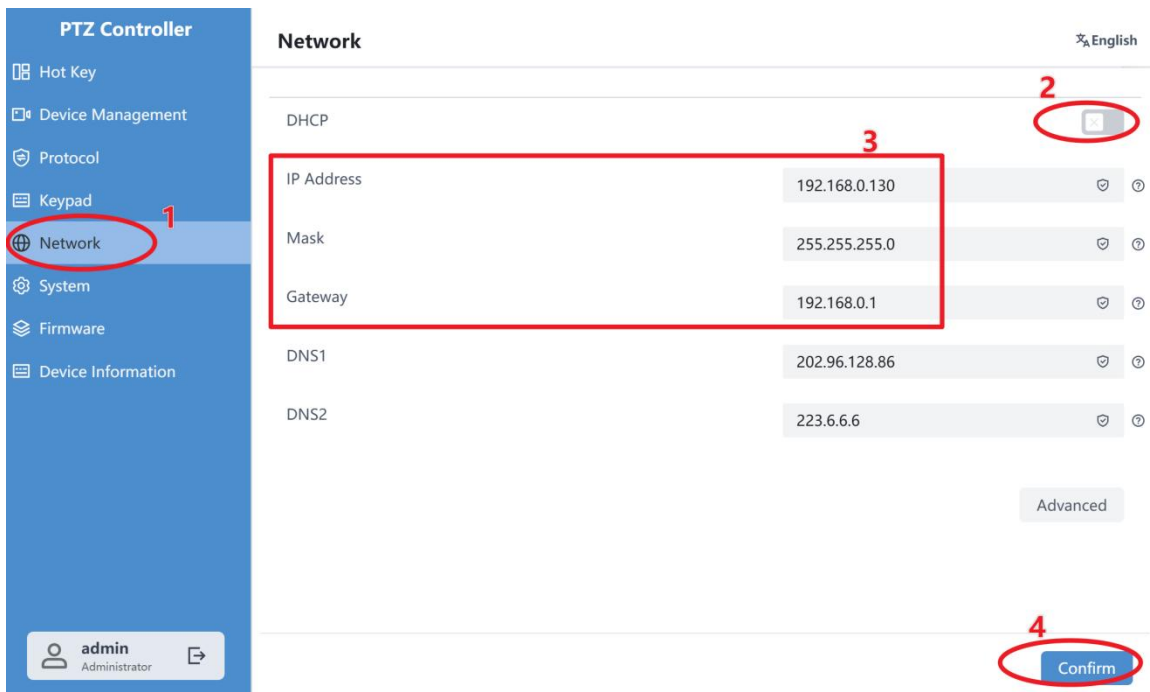 PTZ Controller
Hot Key
Device Management
Protocol
Keypad
1
Network
System
Firmware
Device Information
admin
Administrator
Network
English
2
DHCP
3
IP Address 192.168.0.130
Mask 255.255.255.0
Gateway 192.168.0.1
DNS1 202.96.128.86
DNS2 223.6.6.6
Advanced
4
Confirm